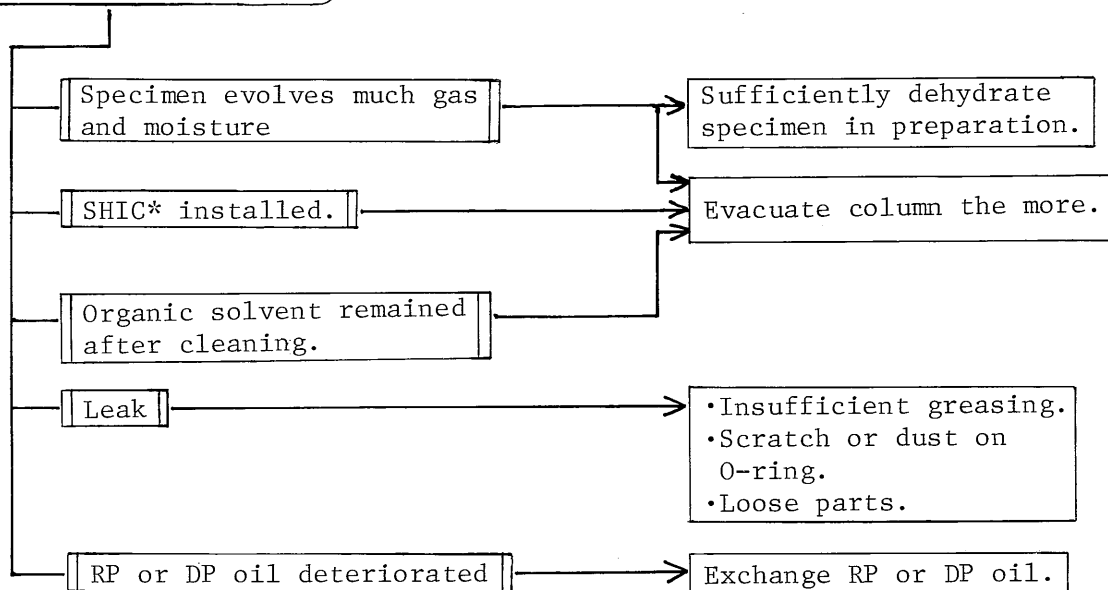 Specimen evolves much gas
and moisture
Sufficiently dehydrate
specimen in preparation.
SHIC* installed.
Evacuate column the more.
Organic solvent remained
after cleaning.
Leak
·Insufficient greasing.
·Scratch or dust on
O-ring.
·Loose parts.
RP or DP oil deteriorated
Exchange RP or DP oil.